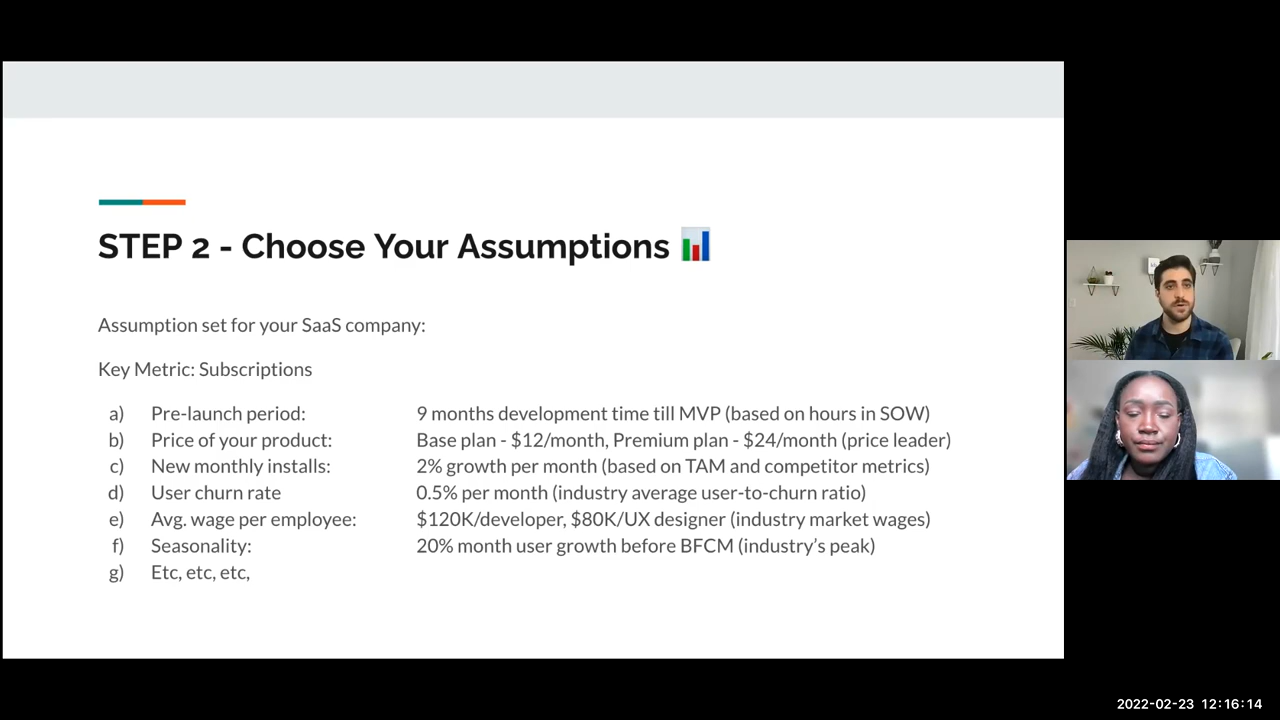 STEP 2 - Choose Your Assumptions
Assumption set for your SaaS company:
Key Metric: Subscriptions
a) Pre-launch period: 9 months development time till MVP (based on hours in SOW)
b) Price of your product: Base plan - $12/month, Premium plan - $24/month (price leader)
c) New monthly installs: 2% growth per month (based on TAM and competitor metrics)
d) User churn rate 0.5% per month (industry average user-to-churn ratio)
e) Avg. wage per employee: $120K/developer, $80K/UX designer (industry market wages)
f) Seasonality: 20% month user growth before BFCM (industry’s peak)
g) Etc, etc, etc,
2022-02-23 12:16:14